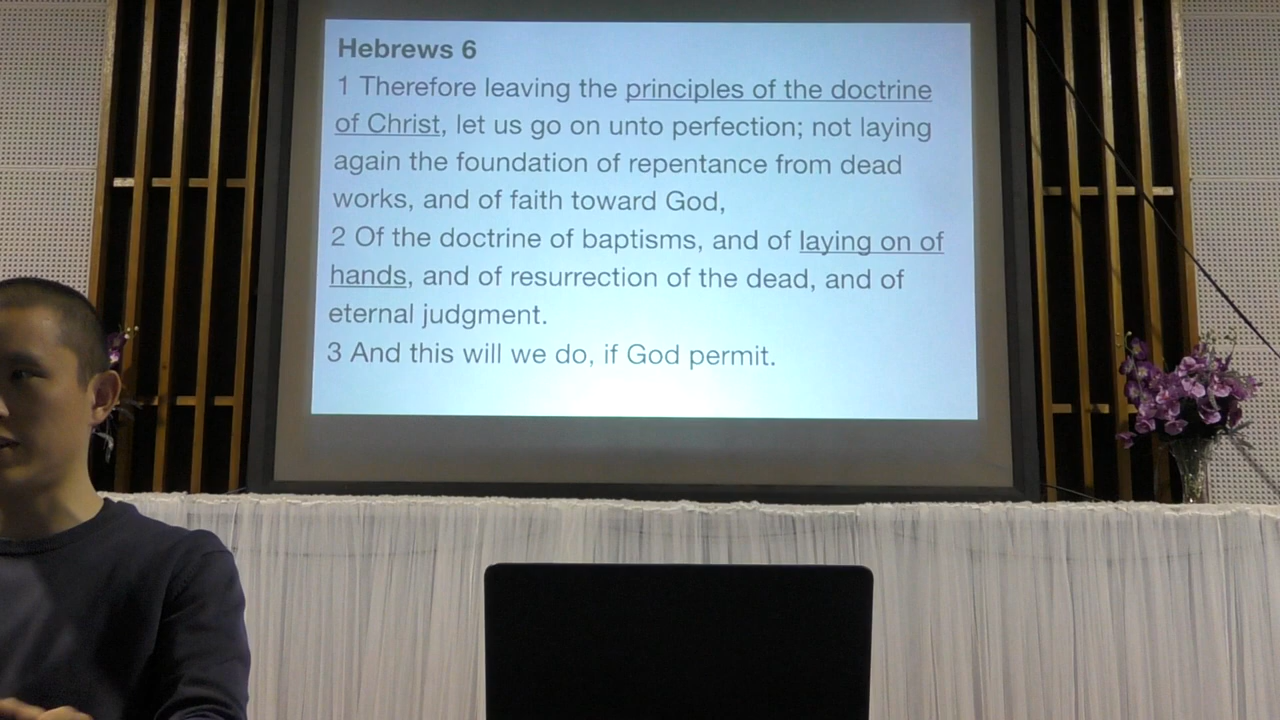 Hebrews 6
1 Therefore leaving the principles of the doctrine
of Christ, let us go on unto perfection; not laying
again the foundation of repentance from dead
works, and of faith toward God,
2 Of the doctrine of baptisms, and of laying on of
hands, and of resurrection of the dead, and of
eternal judgment.
3 And this will we do, if God permit.